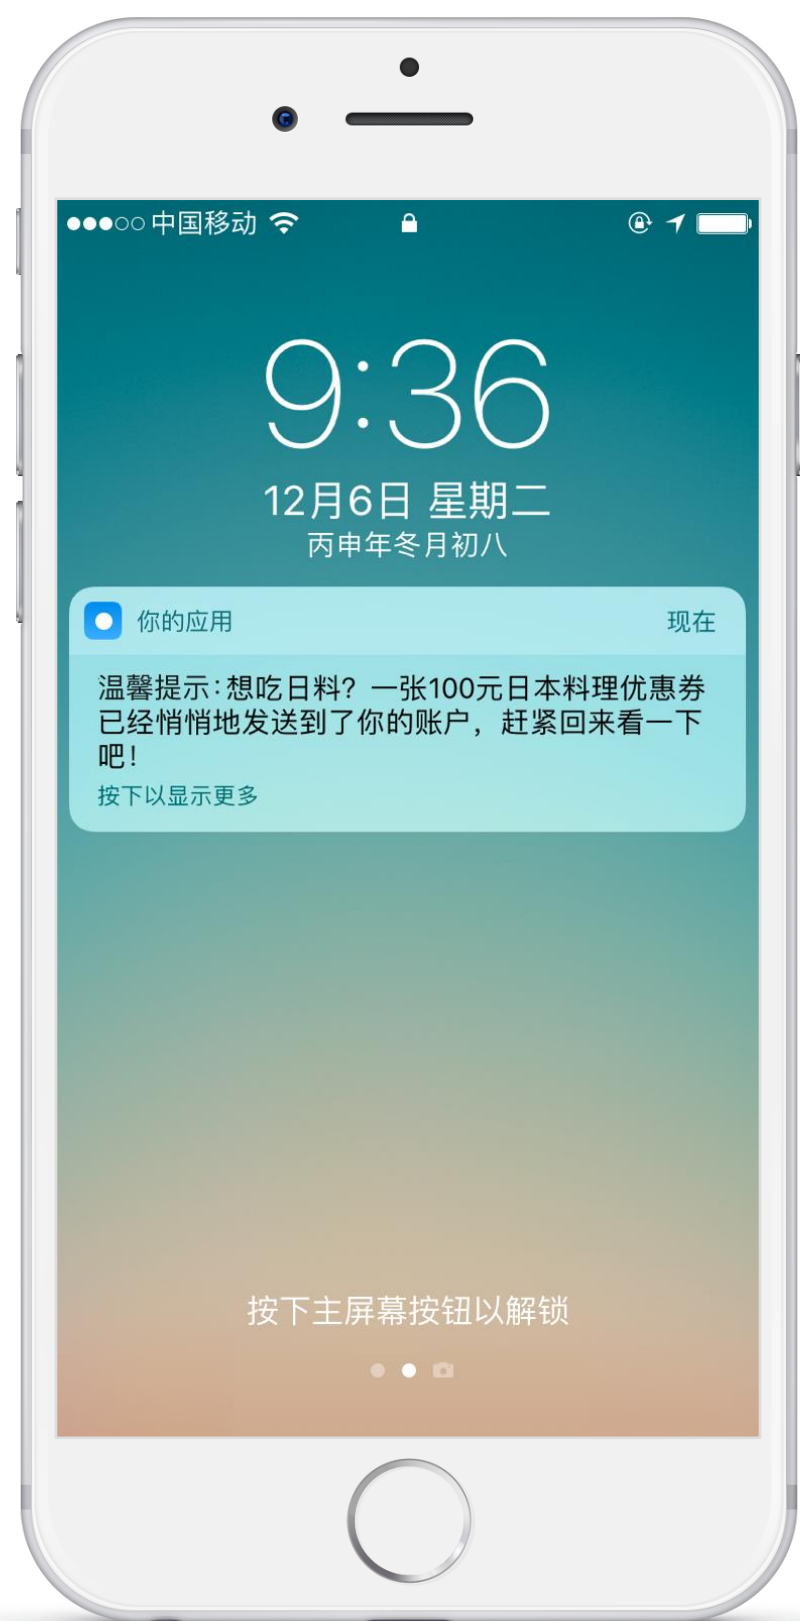 中国移动
9:36
12月6日 星期二
丙申年冬月初八
你的应用 现在
温馨提示:想吃日料?一张100元日本料理优惠券
已经悄悄地发送到了你的账户，赶紧回来看一下
吧！
按下以显示更多
按下主屏幕按钮以解锁